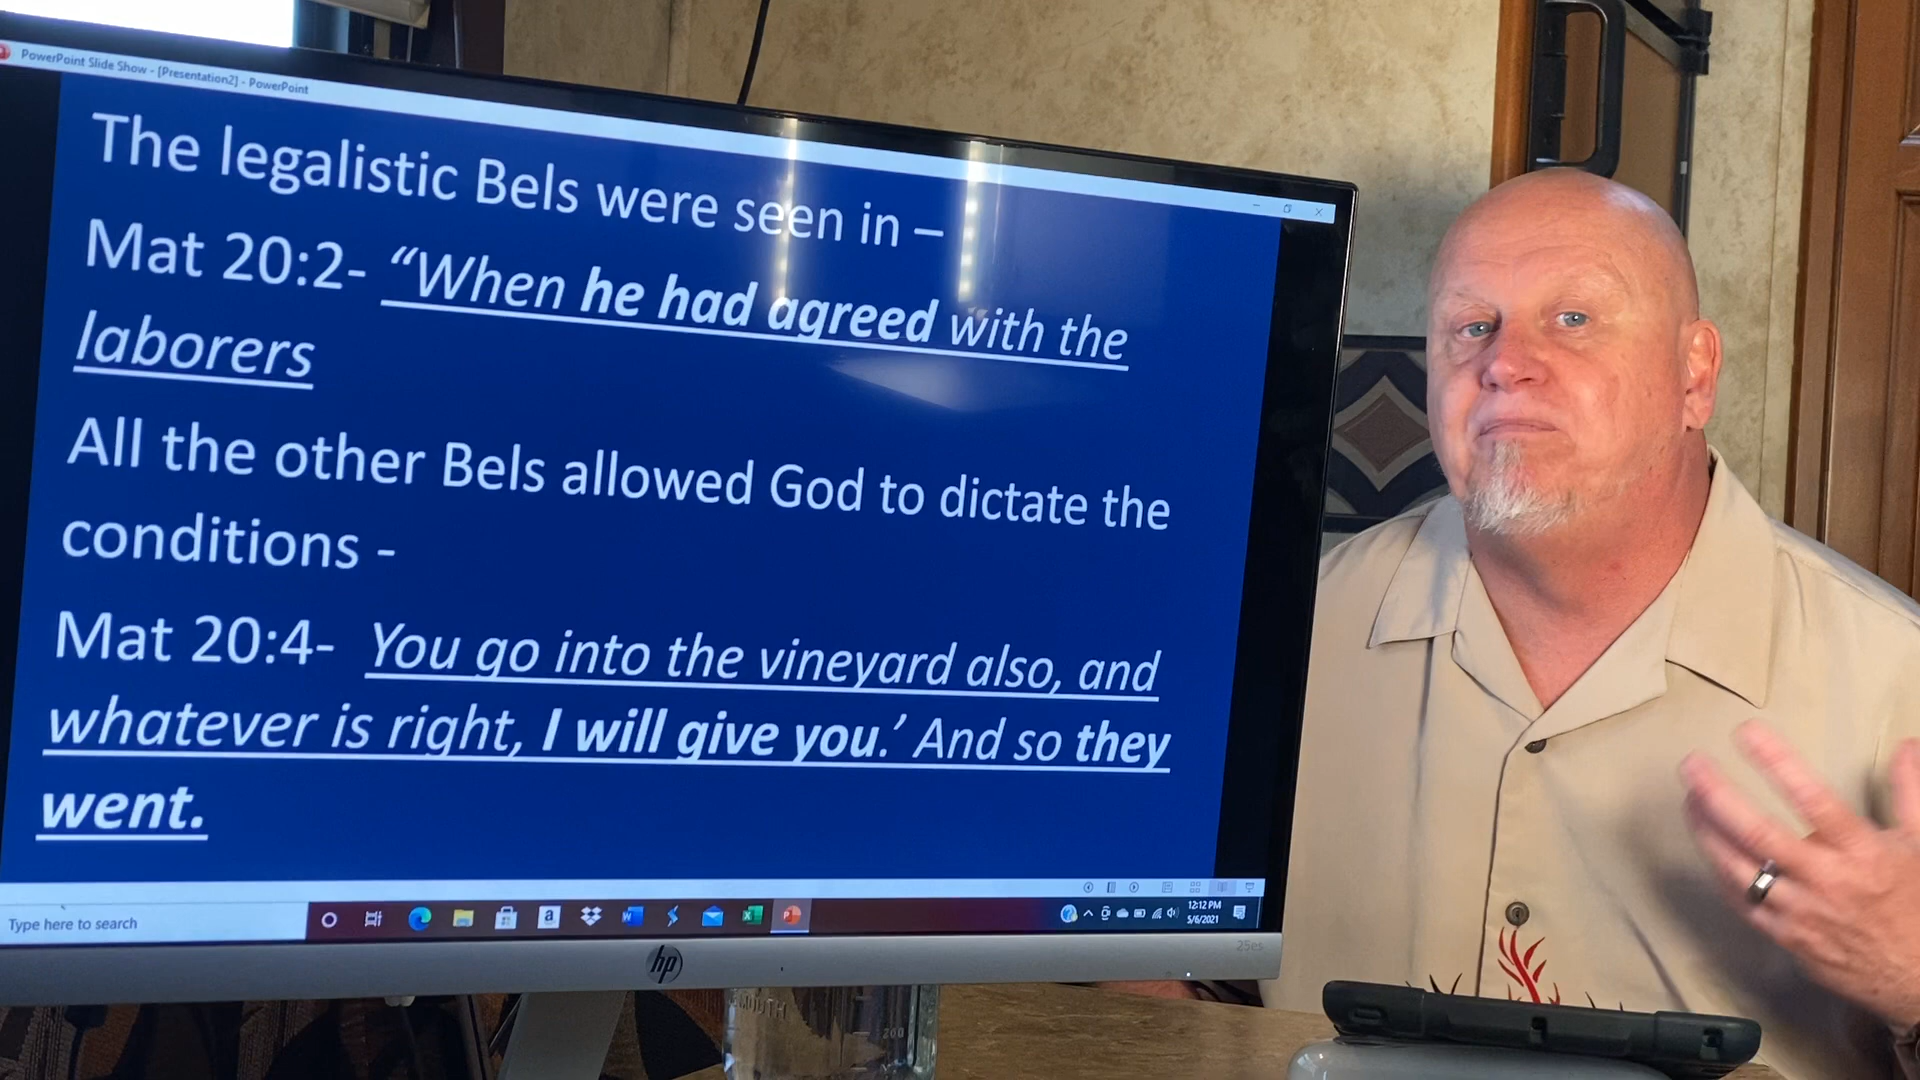 PowerPoint Slide Show - [Presentation2] - PowerPoint
The legalistic Bels were seen in –
Mat 20:2- “When he had agreed with the
laborers
All the other Bels allowed God to dictate the
conditions -
Mat 20:4- You go into the vineyard also, and
whatever is right, I will give you.’ And so they
went.
Type here to search
12:12 PM
5/6/2021
hp
25es
200